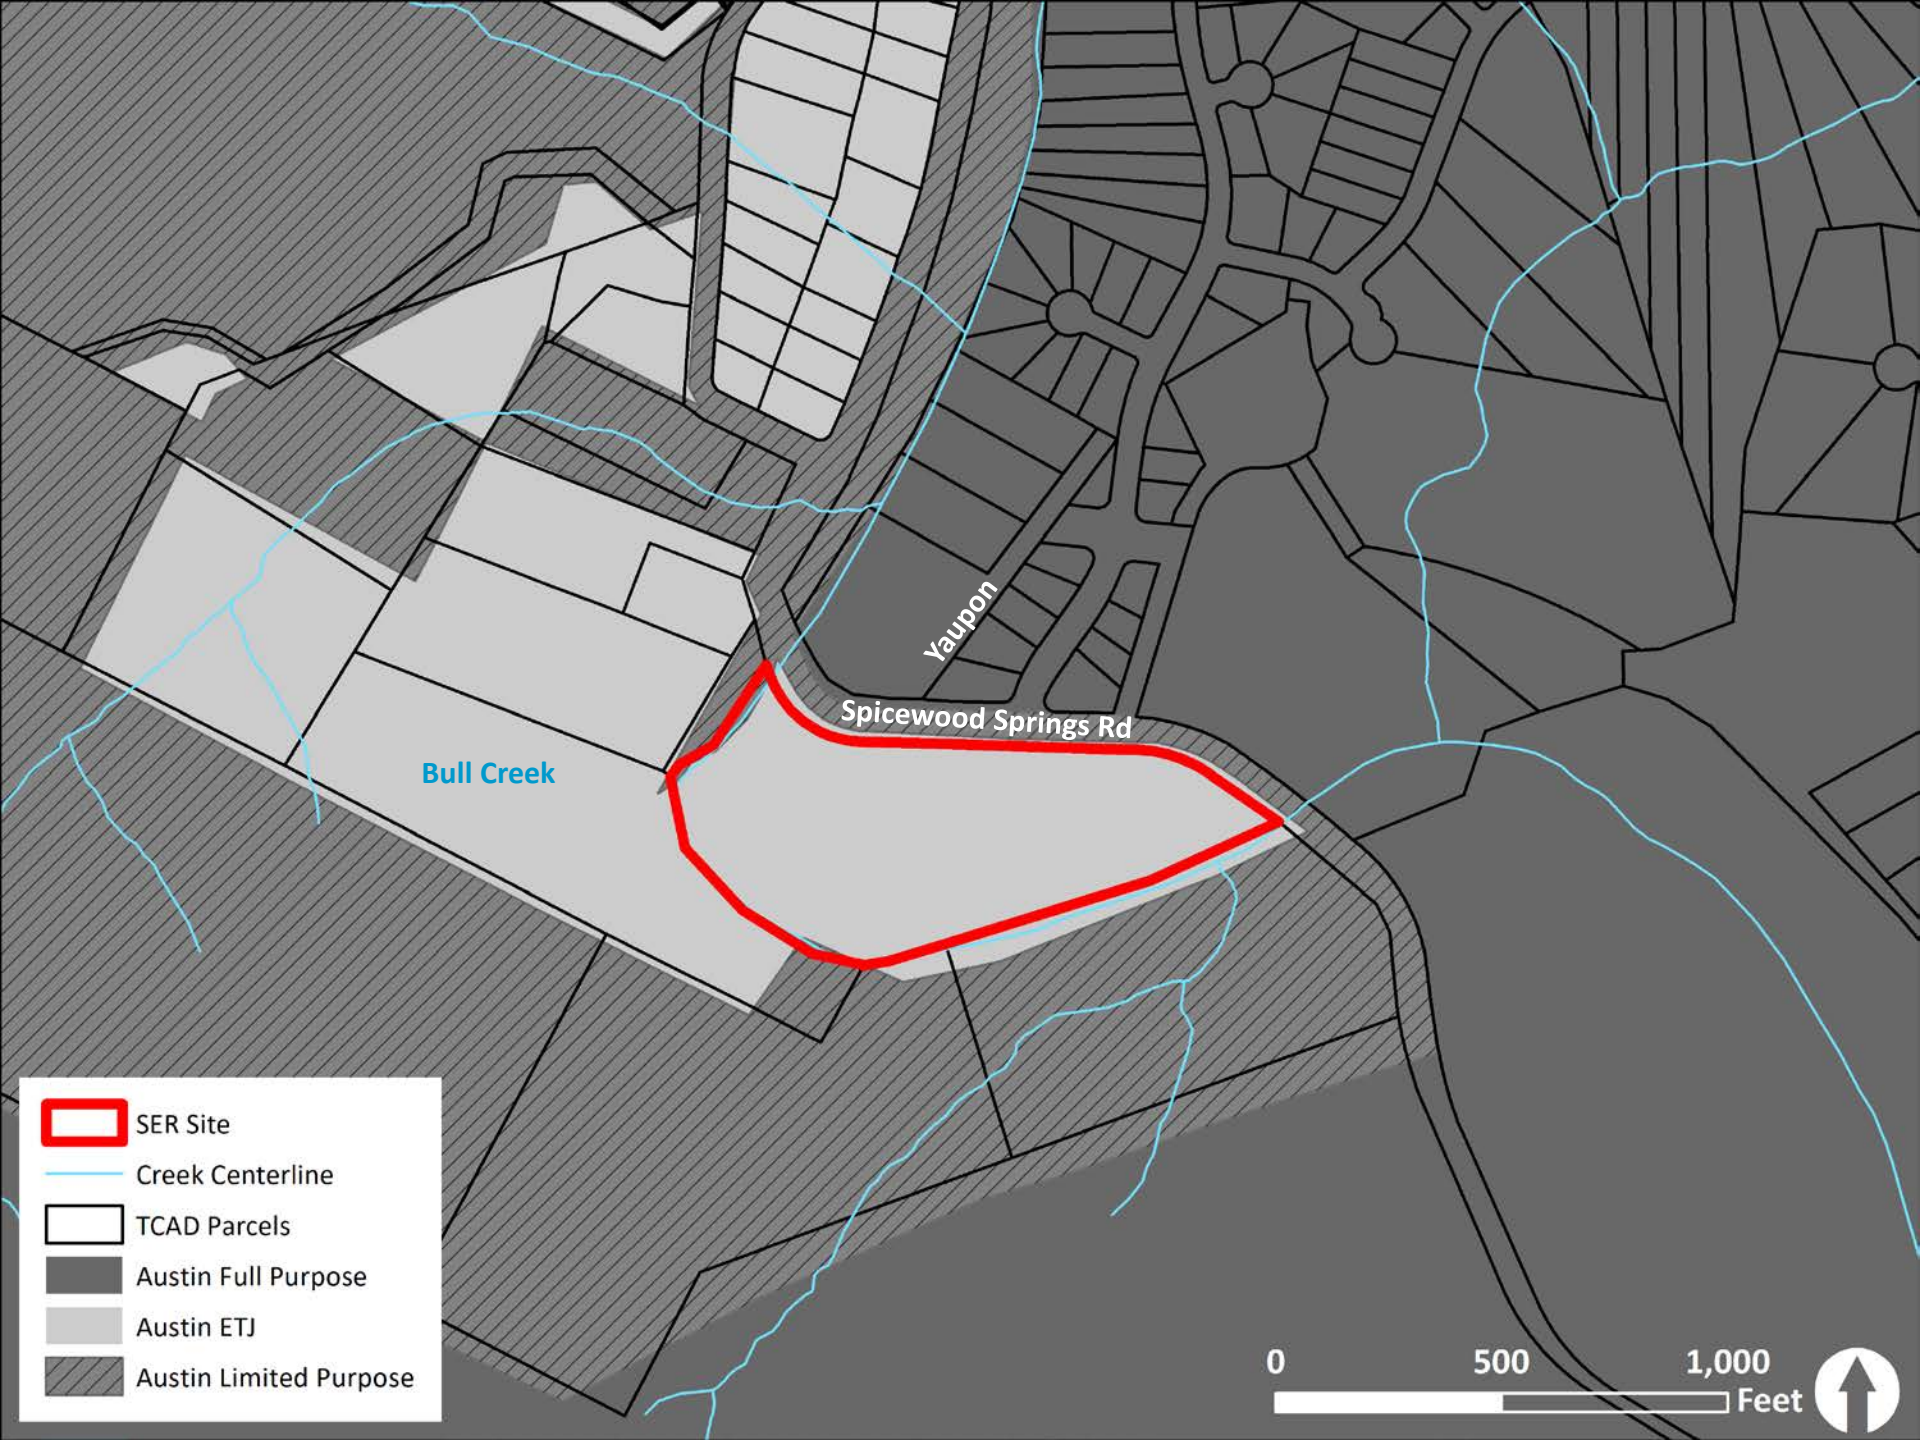 Yaupon
Spicewood Springs Rd
Bull Creek
SER Site
Creek Centerline
TCAD Parcels
Austin Full Purpose
Austin ETJ
Austin Limited Purpose
0 500 1,000
Feet